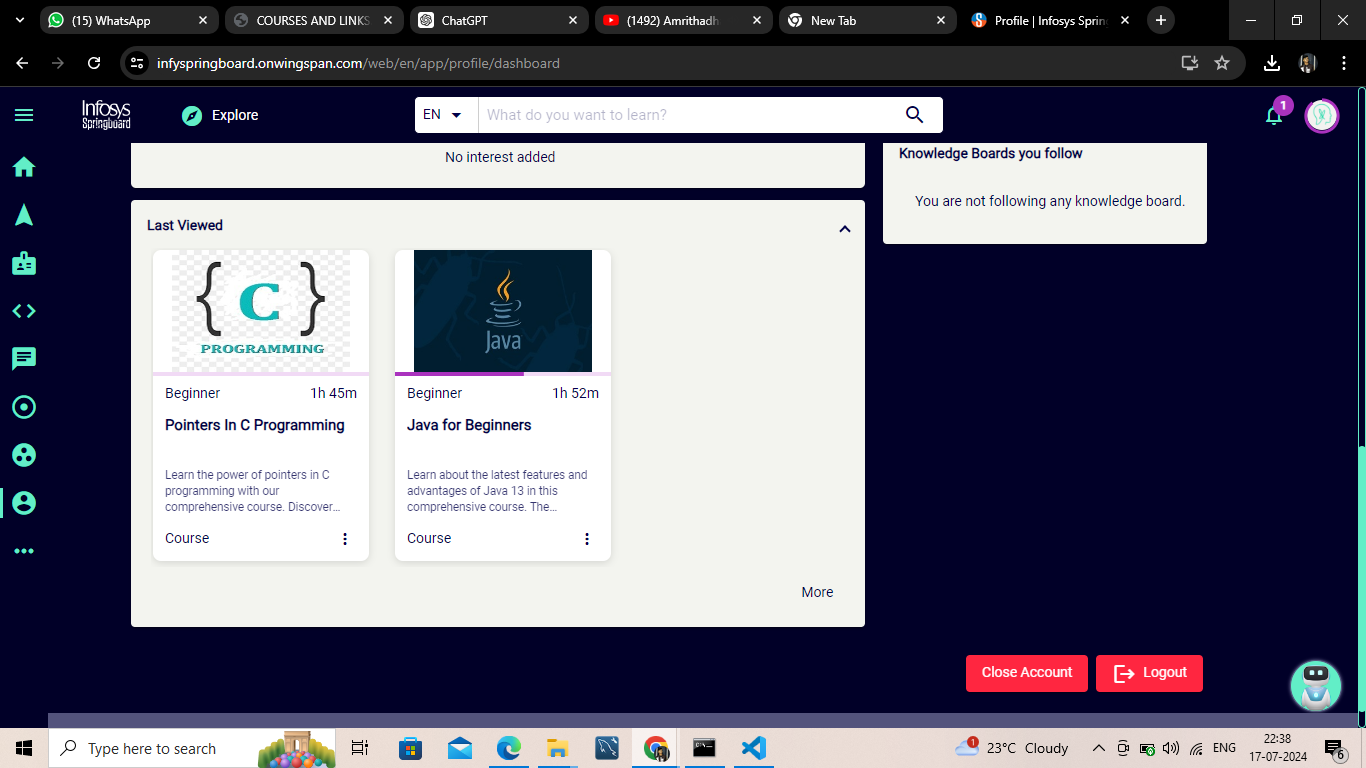 (15) WhatsApp
COURSES AND LINKS
ChatGPT
(1492) Amrithadh
New Tab
Profile | Infosys Sprin
infyspringboard.onwingspan.com/web/en/app/profile/dashboard
Infosys
Springboard
Explore
EN
What do you want to learn?
1
No interest added
Knowledge Boards you follow
You are not following any knowledge board.
Last Viewed
{C}
PROGRAMMING
Java
Beginner 1h 45m
Beginner 1h 52m
Pointers In C Programming
Java for Beginners
Learn the power of pointers in C
programming with our
comprehensive course. Discover...
Learn about the latest features and
advantages of Java 13 in this
comprehensive course. The...
Course
Course
More
Close Account
Logout
Type here to search
1
23°C Cloudy
ENG
22:38
17-07-2024
6